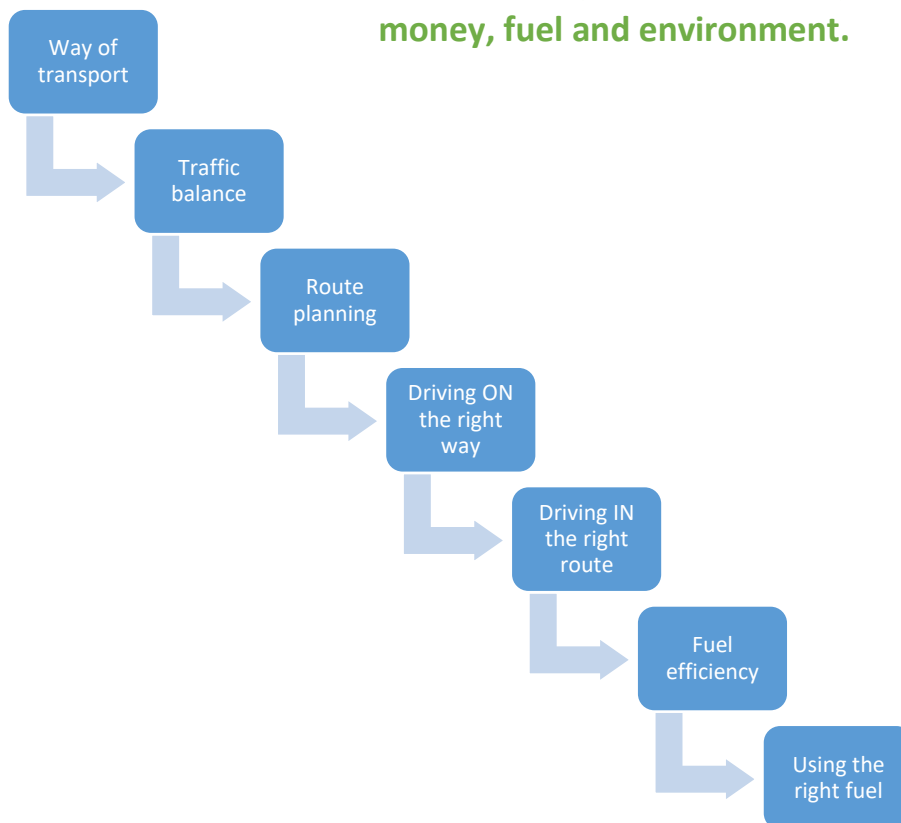 money, fuel and environment.
Way of
transport
Traffic
balance
Route
planning
Driving ON
the right
way
Driving IN
the right
route
Fuel
efficiency
Using the
right fuel